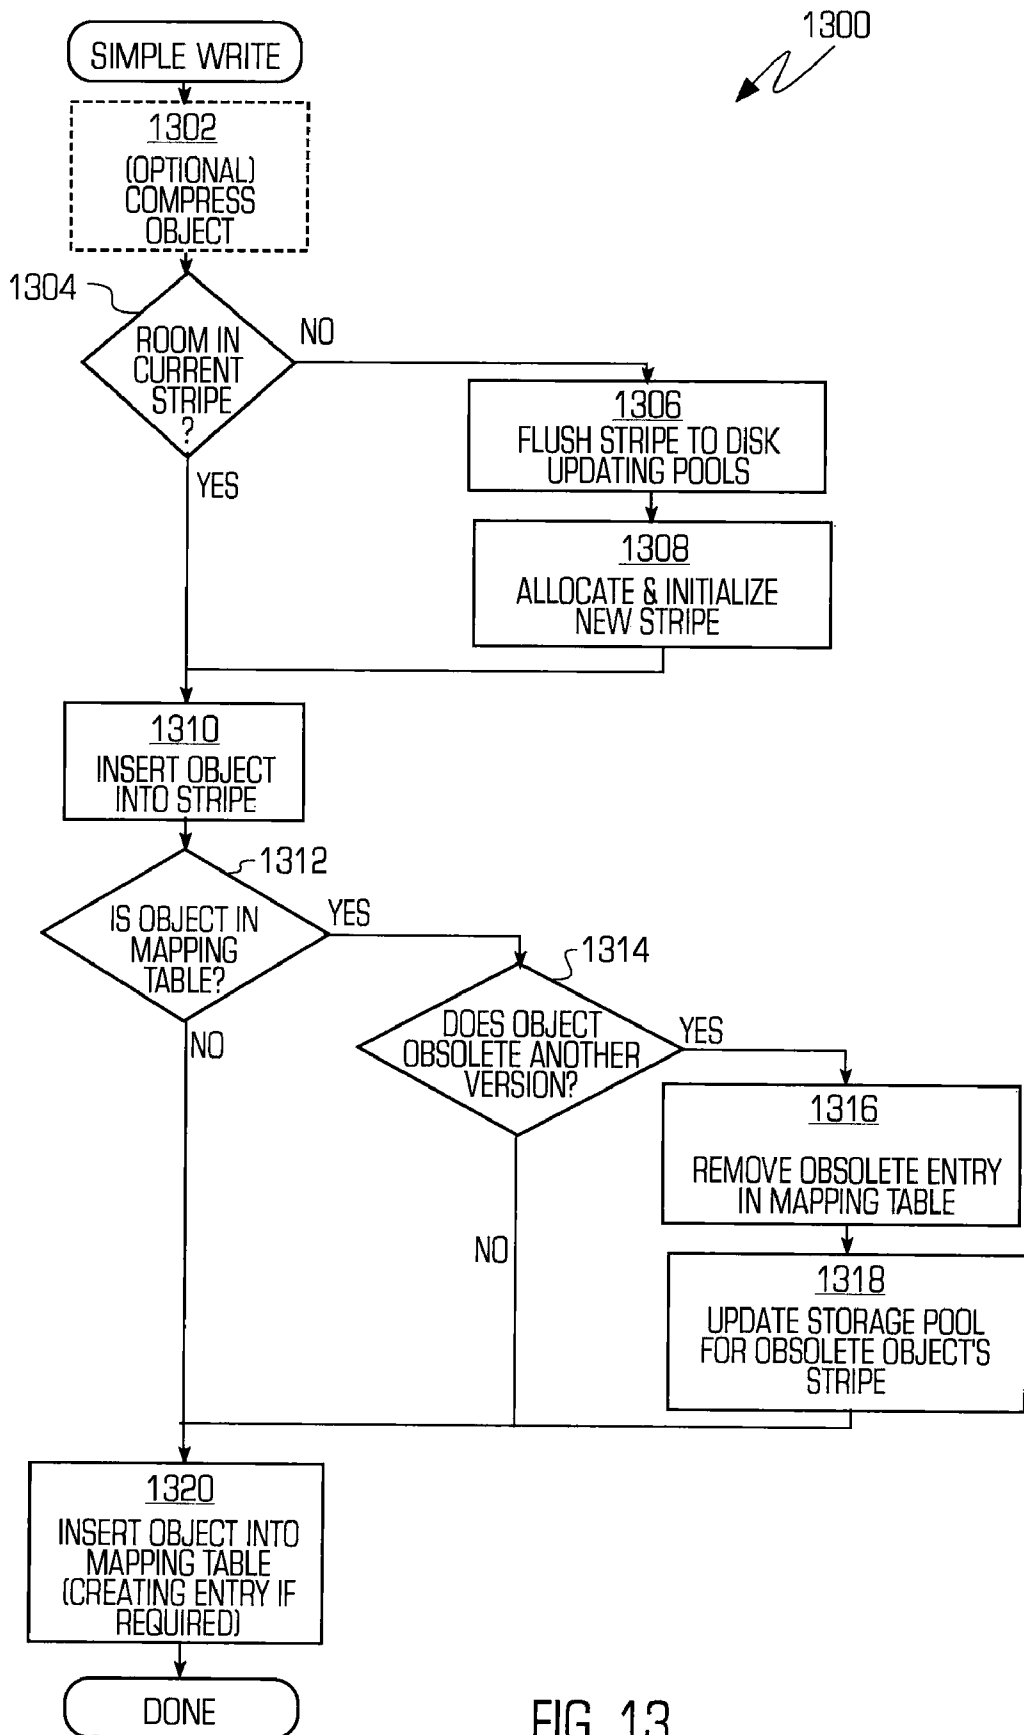 1300
SIMPLE WRITE
1302
(OPTIONAL)
COMPRESS
OBJECT
1304
ROOM IN
CURRENT
STRIPE
?
NO
YES
1306
FLUSH STRIPE TO DISK
UPDATING POOLS
1308
ALLOCATE & INITIALIZE
NEW STRIPE
1310
INSERT OBJECT
INTO STRIPE
1312
IS OBJECT IN
MAPPING
TABLE?
YES
NO
1314
DOES OBJECT
OBSOLETE ANOTHER
VERSION?
YES
NO
1316
REMOVE OBSOLETE ENTRY
IN MAPPING TABLE
1318
UPDATE STORAGE POOL
FOR OBSOLETE OBJECT'S
STRIPE
1320
INSERT OBJECT INTO
MAPPING TABLE
(CREATING ENTRY IF
REQUIRED)
DONE
FIG. 13